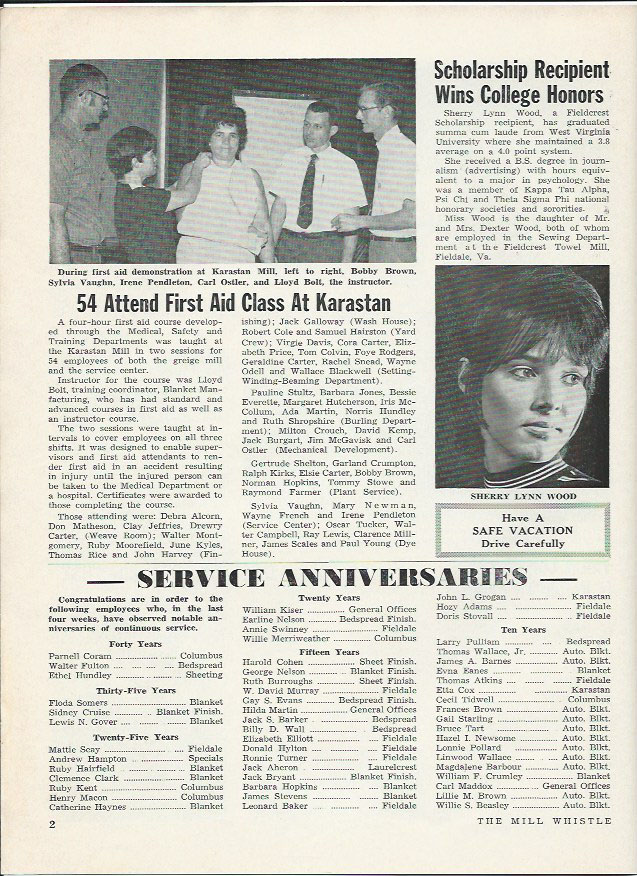 During first aid demonstration at Karastan Mill, left to right, Bobby Brown,
Sylvia Vaughn, Irene Pendleton, Carl Ostler, and Lloyd Bolt, the instructor.
54 Attend First Aid Class At Karastan
A four-hour first aid course develop-
ed through the Medical, Safety and
Training Departments was taught at
the Karastan Mill in two sessions for
54 employees of both the greige mill
and the service center.
Instructor for the course was Lloyd
Bolt, training coordinator, Blanket Man-
facturing, who has had standard and
advanced courses in first aid as well as
an instructor course.
The two sessions were taught at in-
tervals to cover employees on all three
shifts. It was designed to enable super-
visors and first aid attendants to ren-
der first aid in an accident resulting
in injury until the injured person can
be taken to the Medical Department or
a hospital. Certificates were awarded to
those completing the course.
Those attending were: Debra Alcorn,
Don Matheson, Clay Jeffries, Drewry
Carter, (Weave Room); Walter Mont-
gomery, Ruby Moorefield, June Kyles,
Thomas Rice and John Harvey (Fin-
ishing); Jack Galloway (Wash House);
Robert Cole and Samuel Hairston (Yard
Crew); Virgie Davis, Cora Carter, Eliz-
abeth Price, Tom Colvin, Foye Rodgers,
Geraldine Carter, Rachel Snead, Wayne
Odell and Wallace Blackwell (Setting-
Winding-Beaming Department).
Pauline Stultz, Barbara Jones, Bessie
Everette, Margaret Hutcherson, Iris Mc-
Collum, Ada Martin, Norris Hundley
and Ruth Shropshire (Burling Depart-
ment); Milton Crouch, David Kemp,
Jack Burgart, Jim McGavisk and Carl
Ostler (Mechanical Development).
Gertrude Shelton, Garland Crumpton,
Ralph Kirks, Elsie Carter, Bobby Brown,
Norman Hopkins, Tommy Stowe and
Raymond Farmer (Plant Service).
Sylvia Vaughn, Mary Newman,
Wayne French and Irene Pendleton
(Service Center); Oscar Tucker, Wal-
ter Campbell, Ray Lewis, Clarence Mill-
ner, James Scales and Paul Young (Dye
House).
Scholarship Recipient
Wins College Honors
Sherry Lynn Wood, a Fieldcrest
Scholarship recipient, has graduated
summa cum laude from West Virginia
University where she maintained a 3.8
average on a 4.0 point system.
She received a B.S. degree in journ-
alism (advertising) with hours equiv-
alent to a major in psychology. She
was a member of Kappa Tau Alpha,
Psi Chi and Theta Sigma Phi national
honorary societies and sororities.
Miss Wood is the daughter of Mr.
and Mrs. Dexter Wood, both of whom
are employed in the Sewing Depart-
ment at the Fieldcrest Towel Mill,
Fieldale, Va.
SHERRY LYNN WOOD
Have A
SAFE VACATION
Drive Carefully
— SERVICE ANNIVERSARIES —
Congratulations are in order to the
following employees who, in the last
four weeks, have observed notable an-
niversaries of continuous service.
Forty Years
Parnell Coram ........ Columbus
Walter Fulton ........ Bedspread
Ethel Hundley ........ Sheeting
Thirty-Five Years
Floda Somers ........ Blanket
Sidney Cruise ........ Blanket Finish.
Lewis N. Gover ........ Blanket
Twenty-Five Years
Mattie Scay ........ Fieldale
Andrew Hampton ........ Specials
Ruby Hairfield ........ Blanket
Clemence Clark ........ Blanket
Ruby Kent ........ Columbus
Henry Macon ........ Columbus
Catherine Haynes ........ Blanket
Twenty Years
William Kiser ........ General Offices
Earline Nelson ........ Bedspread Finish.
Annie Swinney ........ Fieldale
Willie Merriweather ........ Columbus
Fifteen Years
Harold Cohen ........ Sheet Finish.
George Nelson ........ Blanket Finish.
Ruth Burroughs ........ Sheet Finish.
W. David Murray ........ Fieldale
Gay S. Evans ........ Bedspread Finish.
Hilda Martin ........ General Offices
Jack S. Barker ........ Bedspread
Billy D. Wall ........ Bedspread
Elizabeth Elliott ........ Fieldale
Donald Hylton ........ Fieldale
Ronnie Turner ........ Fieldale
Jack Aheron ........ Laurelcrest
Jack Bryant ........ Blanket Finish.
Barbara Hopkins ........ Blanket
James Stevens ........ Blanket
Leonard Baker ........ Fieldale
John L. Grogan ........ Karastan
Hozy Adams ........ Fieldale
Doris Stovall ........ Fieldale
Ten Years
Larry Pulliam ........ Bedspread
Thomas Wallace, Jr. ........ Auto. Blkt.
James A. Barnes ........ Auto. Blkt.
Evna Eanes ........ Blanket
Thomas Atkins ........ Fieldale
Etta Cox ........ Karastan
Cecil Tidwell ........ Columbus
Frances Brown ........ Auto. Blkt.
Gail Starling ........ Auto. Blkt.
Bruce Tart ........ Auto. Blkt.
Hazel I. Newsome ........ Auto. Blkt.
Lonnie Pollard ........ Auto. Blkt.
Linwood Wallace ........ Auto. Blkt.
Magdalene Barbour ........ Auto. Blkt.
William F. Crumley ........ Blanket
Carl Maddox ........ General Offices
Lillie M. Brown ........ Auto. Blkt.
Willie S. Beasley ........ Auto. Blkt.
2
THE MILL WHISTLE